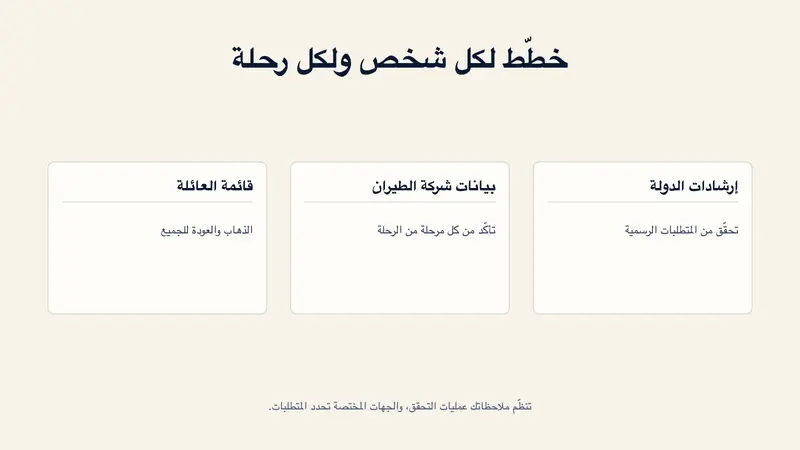 خطّط لكل شخص ولكل رحلة
إرشادات الدولة
تحقّق من المتطلبات الرسمية
بيانات شركة الطيران
تأكّد من كل مرحلة من الرحلة
قائمة العائلة
الذهاب والعودة للجميع
تنظّم ملاحظاتك عمليات التحقق، والجهات المختصة تحدد المتطلبات.